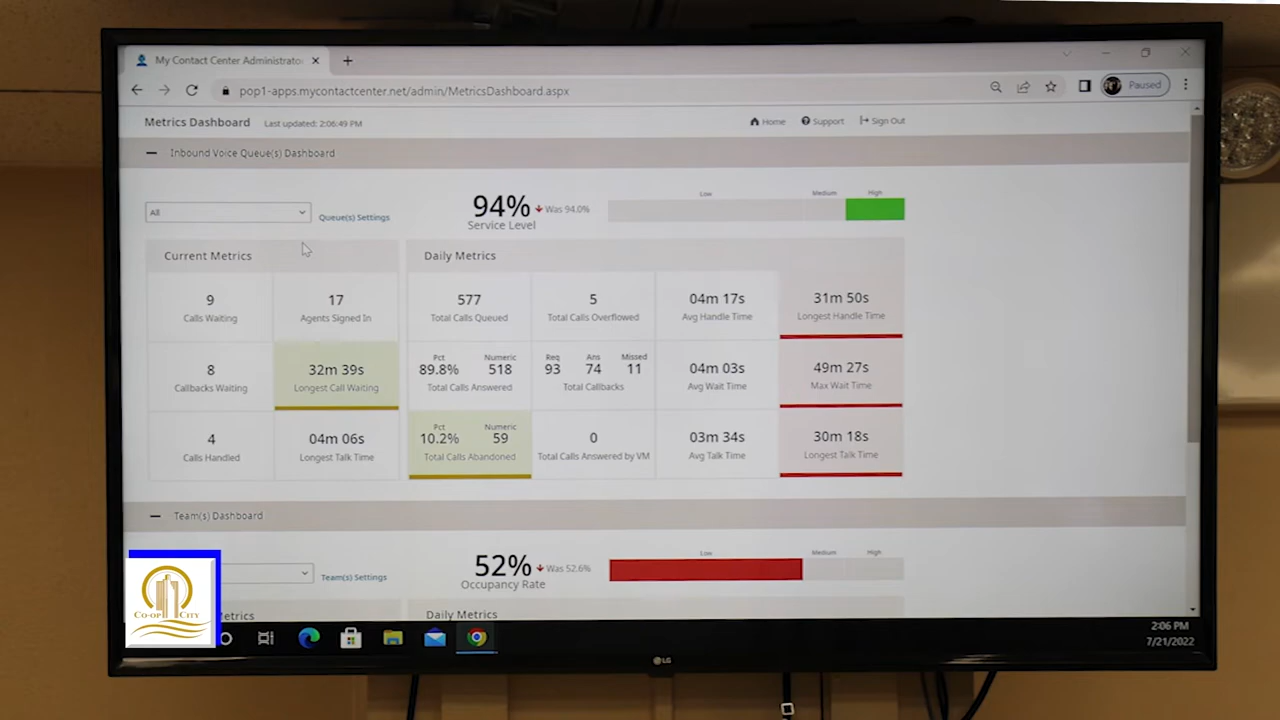 My Contact Center Administrato
pop1-apps.mycontactcenter.net/admin/MetricsDashboard.aspx
Paused
Metrics Dashboard Last updated: 2:06:49 PM
Home Support Sign Out
Inbound Voice Queue(s) Dashboard
All
Queue(s) Settings
94% Was 94.0%
Service Level
Low Medium High
Current Metrics
Daily Metrics
9
Calls Waiting
17
Agents Signed In
577
Total Calls Queued
5
Total Calls Overflowed
04m 17s
Avg Handle Time
31m 50s
Longest Handle Time
8
Callbacks Waiting
32m 39s
Longest Call Waiting
Pct Numeric
89.8% 518
Total Calls Answered
Req Ans Missed
93 74 11
Total Callbacks
04m 03s
Avg Wait Time
49m 27s
Max Wait Time
4
Calls Handled
04m 06s
Longest Talk Time
Pct Numeric
10.2% 59
Total Calls Abandoned
0
Total Calls Answered by VM
03m 34s
Avg Talk Time
30m 18s
Longest Talk Time
Team(s) Dashboard
Team(s) Settings
52% Was 52.6%
Occupancy Rate
Low Medium High
etrics
Daily Metrics
CO-OP CITY
2:06 PM
7/21/2022
LG